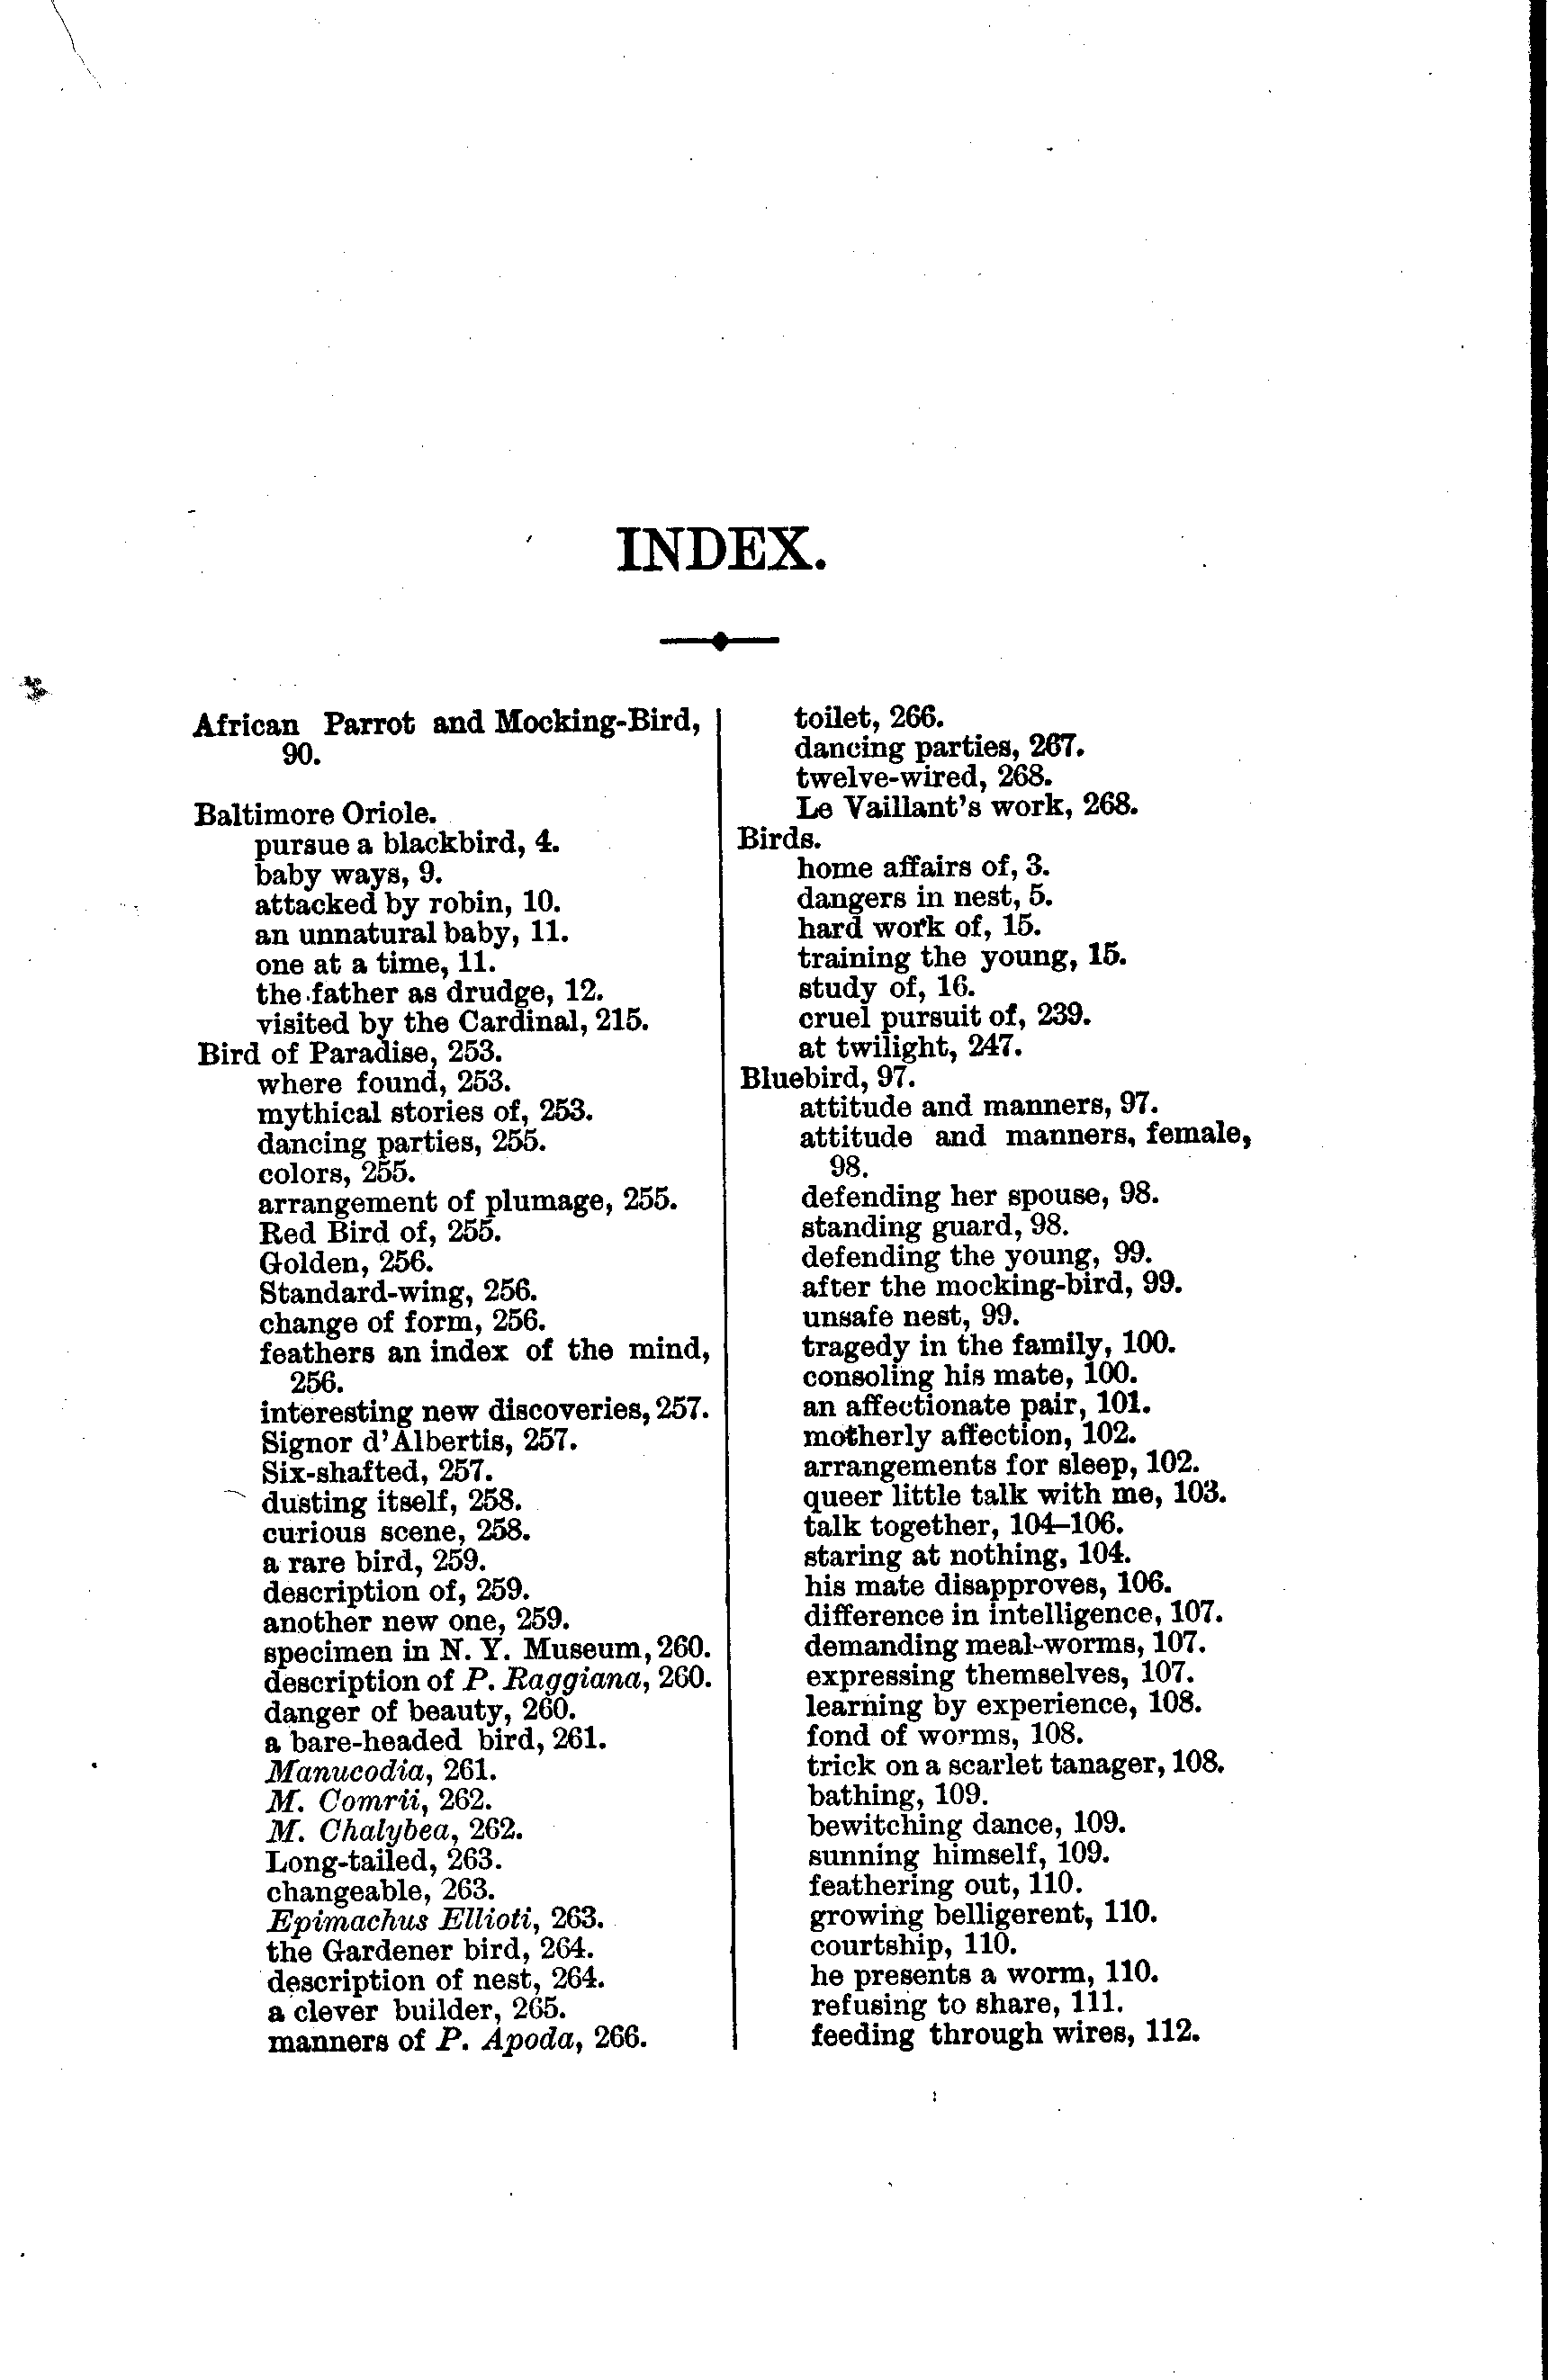 INDEX.
African Parrot and Mocking-Bird,
90.
Baltimore Oriole.
pursue a blackbird, 4.
baby ways, 9.
attacked by robin, 10.
an unnatural baby, 11.
one at a time, 11.
the father as drudge, 12.
visited by the Cardinal, 215.
Bird of Paradise, 253.
where found, 253.
mythical stories of, 253.
dancing parties, 255.
colors, 255.
arrangement of plumage, 255.
Red Bird of, 255.
Golden, 256.
Standard-wing, 256.
change of form, 256.
feathers an index of the mind,
256.
interesting new discoveries, 257.
Signor d'Albertis, 257.
Six-shafted, 257.
dusting itself, 258.
curious scene, 258.
a rare bird, 259.
description of, 259.
another new one, 259.
specimen in N. Y. Museum, 260.
description of P. Raggiana, 260.
danger of beauty, 260.
a bare-headed bird, 261.
Manucodia, 261.
M. Comrii, 262.
M. Chalybea, 262.
Long-tailed, 263.
changeable, 263.
Epimachus Ellioti, 263.
the Gardener bird, 264.
description of nest, 264.
a clever builder, 265.
manners of P. Apoda, 266.
toilet, 266.
dancing parties, 267.
twelve-wired, 268.
Le Vaillant's work, 268.
Birds.
home affairs of, 3.
dangers in nest, 5.
hard work of, 15.
training the young, 15.
study of, 16.
cruel pursuit of, 239.
at twilight, 247.
Bluebird, 97.
attitude and manners, 97.
attitude and manners, female,
98.
defending her spouse, 98.
standing guard, 98.
defending the young, 99.
after the mocking-bird, 99.
unsafe nest, 99.
tragedy in the family, 100.
consoling his mate, 100.
an affectionate pair, 101.
motherly affection, 102.
arrangements for sleep, 102.
queer little talk with me, 103.
talk together, 104–106.
staring at nothing, 104.
his mate disapproves, 106.
difference in intelligence, 107.
demanding meal-worms, 107.
expressing themselves, 107.
learning by experience, 108.
fond of worms, 108.
trick on a scarlet tanager, 108.
bathing, 109.
bewitching dance, 109.
sunning himself, 109.
feathering out, 110.
growing belligerent, 110.
courtship, 110.
he presents a worm, 110.
refusing to share, 111.
feeding through wires, 112.